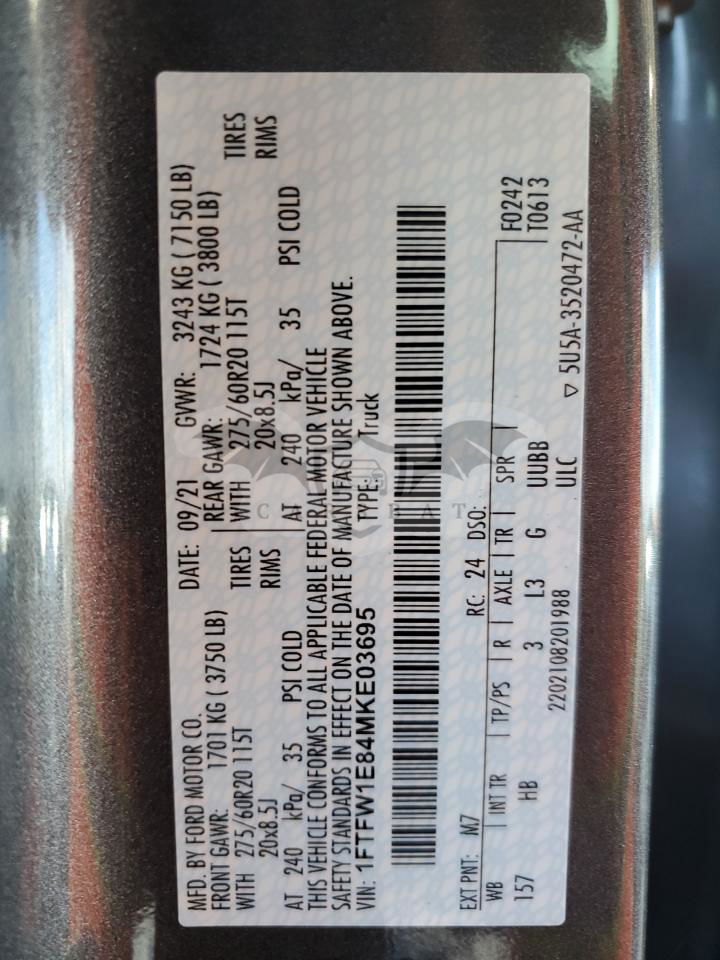 MFD. BY FORD MOTOR CO. DATE: 09/21 GVWR: 3243 KG ( 7150 LB)
FRONT GAWR: 1701 KG ( 3750 LB) REAR GAWR: 1724 KG ( 3800 LB)
WITH 275/60R20 115T TIRES WITH 275/60R20 115T TIRES
20x8.5J RIMS 20x8.5J RIMS
AT 240 kPa/ 35 PSI COLD AT 240 kPa/ 35 PSI COLD
THIS VEHICLE CONFORMS TO ALL APPLICABLE FEDERAL MOTOR VEHICLE
SAFETY STANDARDS IN EFFECT ON THE DATE OF MANUFACTURE SHOWN ABOVE.
VIN: 1FTFW1E84MKE03695 TYPE: Truck
EXT PNT: M7 RC: 24 DSO: F0242
WB INT TR TP/PS R AXLE TR SPR T0613
157 HB 3 L3 G UUBB
2202108201988 ULC ▽ 5U5A-3520472-AA